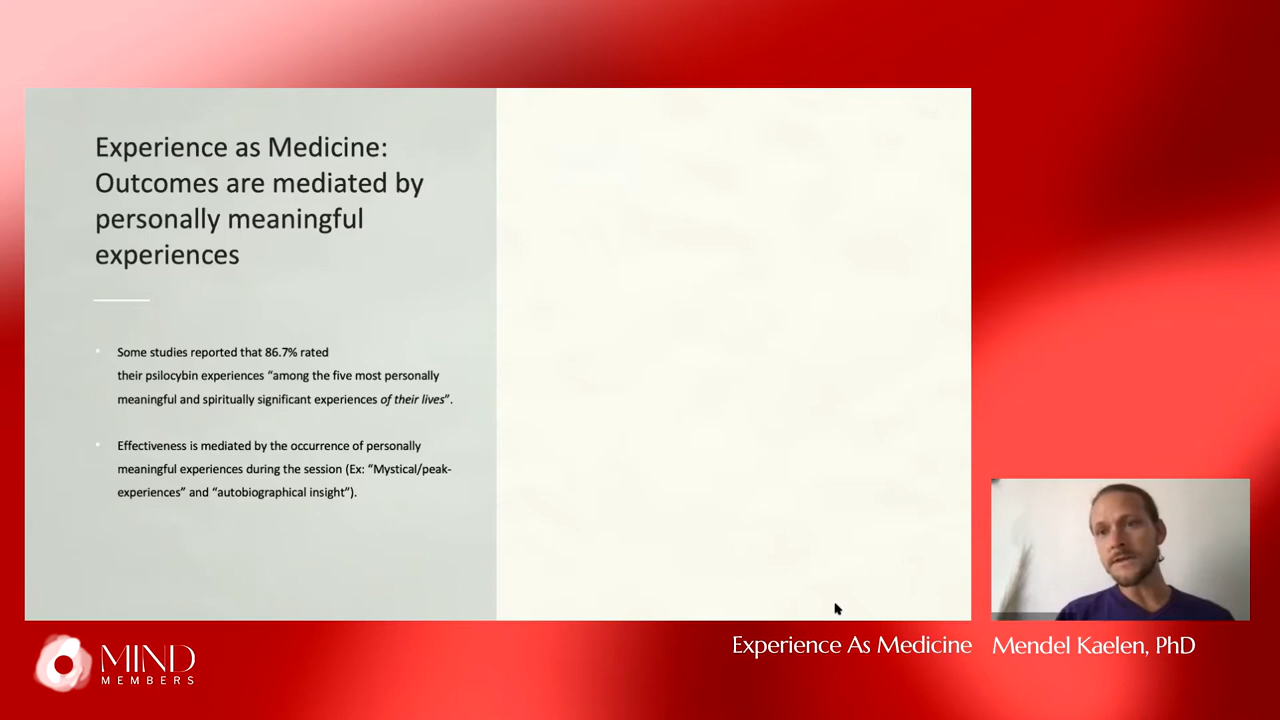 Experience as Medicine:
Outcomes are mediated by
personally meaningful
experiences
• Some studies reported that 86.7% rated
their psilocybin experiences “among the five most personally
meaningful and spiritually significant experiences of their lives”.
• Effectiveness is mediated by the occurrence of personally
meaningful experiences during the session (Ex: “Mystical/peak-
experiences” and “autobiographical insight”).
Experience As Medicine
Mendel Kaelen, PhD
MIND
MEMBERS